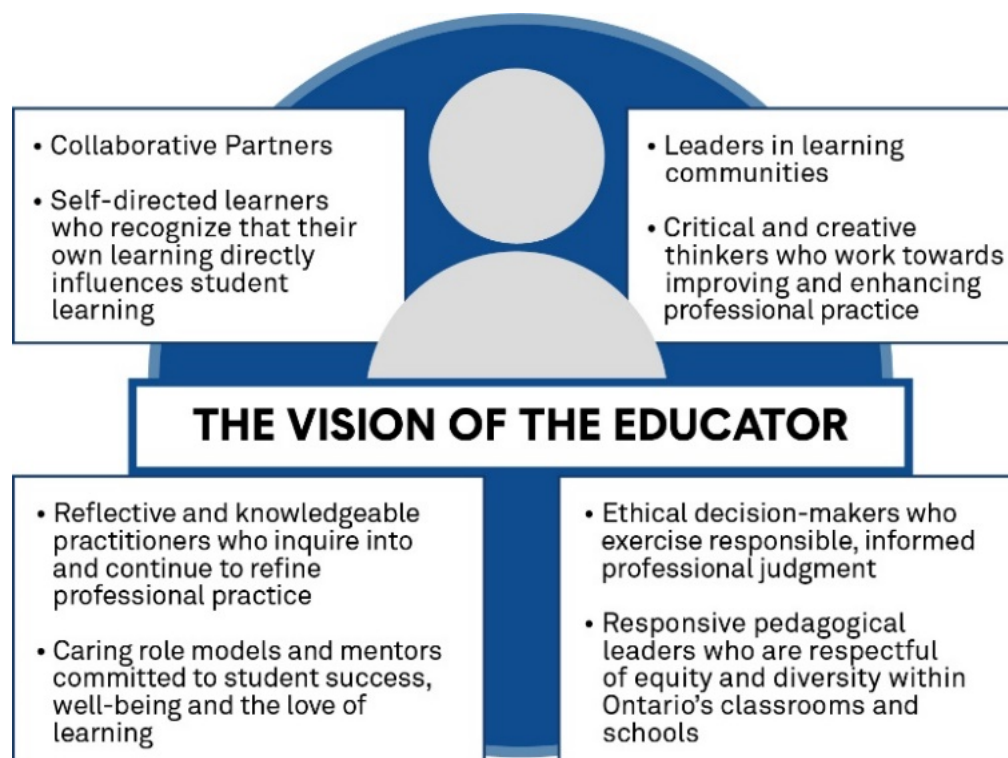 • Collaborative Partners
• Self-directed learners
who recognize that their
own learning directly
influences student
learning
• Leaders in learning
communities
• Critical and creative
thinkers who work towards
improving and enhancing
professional practice
THE VISION OF THE EDUCATOR
• Reflective and knowledgeable
practitioners who inquire into
and continue to refine
professional practice
• Caring role models and mentors
committed to student success,
well-being and the love of
learning
• Ethical decision-makers who
exercise responsible, informed
professional judgment
• Responsive pedagogical
leaders who are respectful
of equity and diversity within
Ontario’s classrooms and
schools